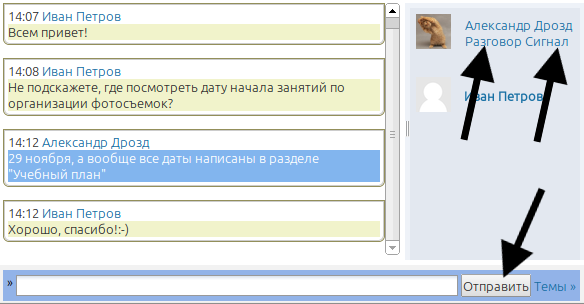 14:07 Иван Петров
Всем привет!
14:08 Иван Петров
Не подскажете, где посмотреть дату начала занятий по
организации фотосъемок?
14:12 Александр Дрозд
29 ноября, а вообще все даты написаны в разделе
"Учебный план"
14:12 Иван Петров
Хорошо, спасибо!:-)
Александр Дрозд
Разговор Сигнал
Иван Петров
» Отправить Темы »